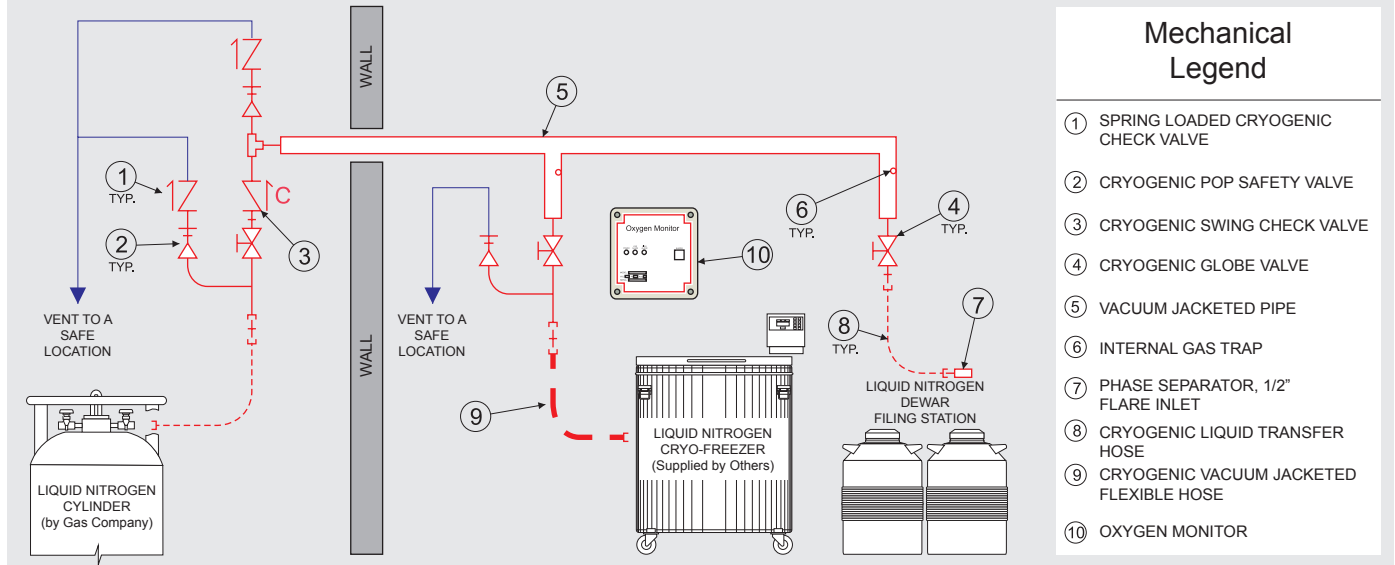 WALL
5
1
TYP.
C
2
TYP.
3
VENT TO A
SAFE
LOCATION
LIQUID NITROGEN
CYLINDER
(by Gas Company)
WALL
VENT TO A
SAFE
LOCATION
Oxygen Monitor
10
6
TYP.
4
TYP.
8
TYP.
7
9
LIQUID NITROGEN
CRYO-FREEZER
(Supplied by Others)
LIQUID NITROGEN
DEWAR
FILING STATION
Mechanical
Legend
1 SPRING LOADED CRYOGENIC
CHECK VALVE
2 CRYOGENIC POP SAFETY VALVE
3 CRYOGENIC SWING CHECK VALVE
4 CRYOGENIC GLOBE VALVE
5 VACUUM JACKETED PIPE
6 INTERNAL GAS TRAP
7 PHASE SEPARATOR, 1/2”
FLARE INLET
8 CRYOGENIC LIQUID TRANSFER
HOSE
9 CRYOGENIC VACUUM JACKETED
FLEXIBLE HOSE
10 OXYGEN MONITOR